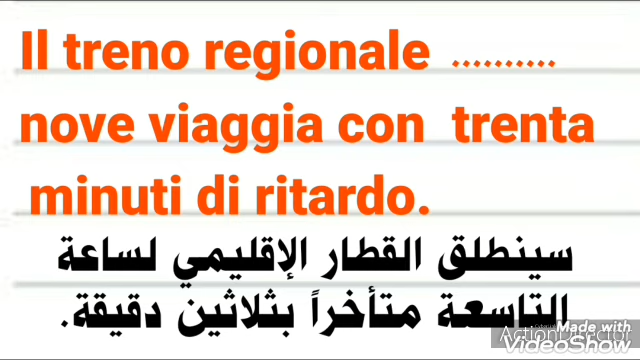 Il treno regionale ..........
nove viaggia con trenta
minuti di ritardo.
سينطلق القطار الإقليمي لساعة
التاسعة متأخراً بثلاثين دقيقة.
Made with
VideoShow
ActionDirector